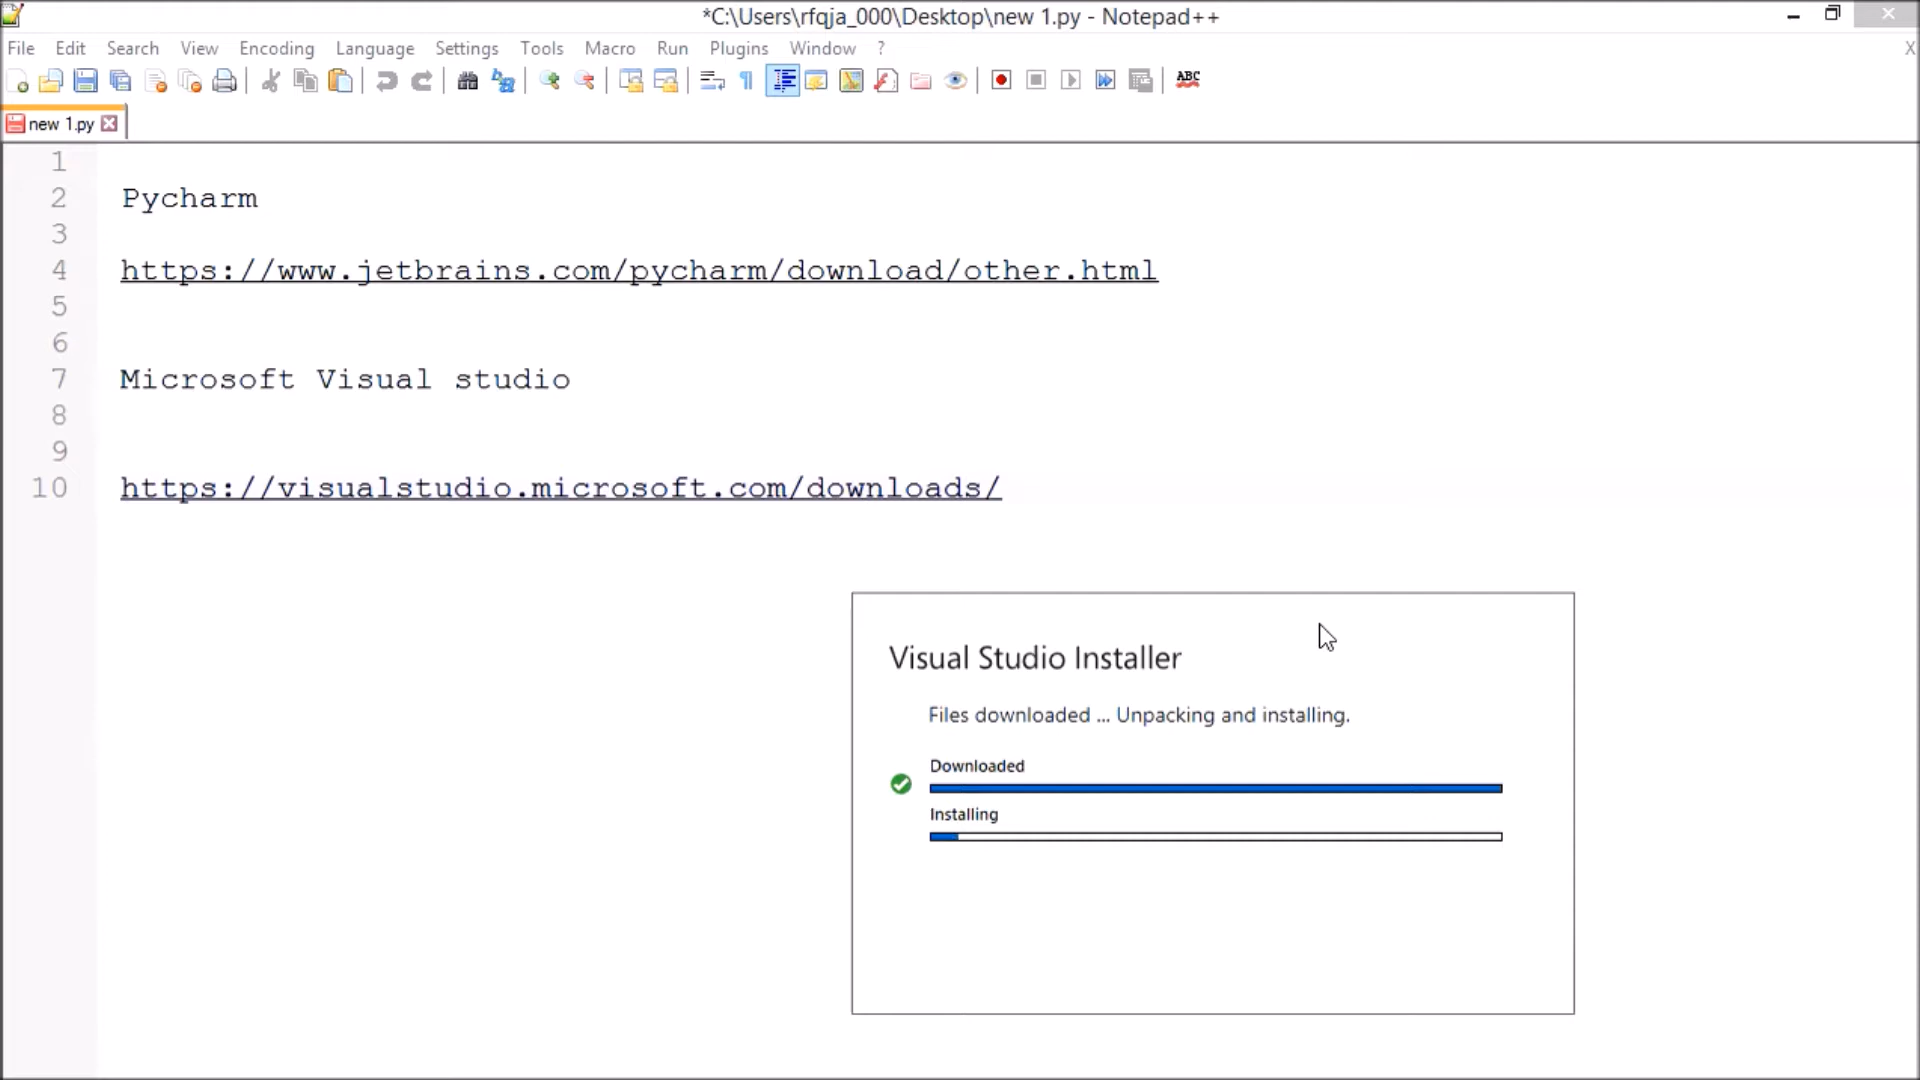 *C:\Users\rfqja_000\Desktop\new 1.py - Notepad++
File Edit Search View Encoding Language Settings Tools Macro Run Plugins Window ? X
ABC
new 1.py
1
2 Pycharm
3
4 https://www.jetbrains.com/pycharm/download/other.html
5
6
7 Microsoft Visual studio
8
9
10 https://visualstudio.microsoft.com/downloads/
Visual Studio Installer
Files downloaded ... Unpacking and installing.
Downloaded
Installing